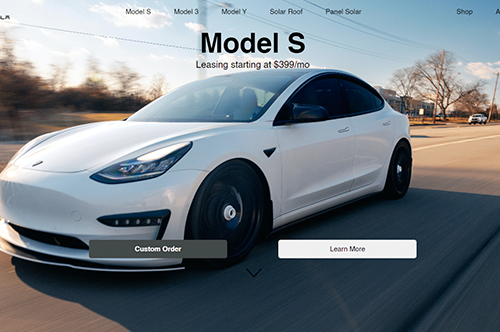 Model S Model 3 Model Y Solar Roof Panel Solar Shop
Model S
Leasing starting at $399/mo
Custom Order Learn More